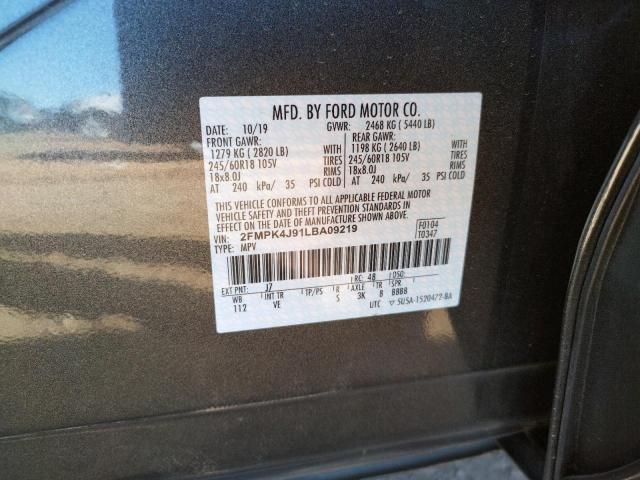 MFD. BY FORD MOTOR CO.
DATE: 10/19 GVWR: 2468 KG ( 5440 LB)
FRONT GAWR: REAR GAWR:
1279 KG ( 2820 LB) WITH 1198 KG ( 2640 LB) WITH
245/60R18 105V TIRES 245/60R18 105V TIRES
18x8.0J RIMS 18x8.0J RIMS
AT 240 kPa/ 35 PSI COLD AT 240 kPa/ 35 PSI COLD
THIS VEHICLE CONFORMS TO ALL APPLICABLE FEDERAL MOTOR
VEHICLE SAFETY AND THEFT PREVENTION STANDARDS IN
EFFECT ON THE DATE OF MANUFACTURE SHOWN ABOVE.
VIN: 2FMPK4J91LBA09219 F0104
TYPE: MPV T0347
EXT PNT: J7 RC: 48 DSO:
WB INT TR TP/PS R AXLE TR SPR
112 VE S 3K B BBBB
UTC ▽ 5USA-1520472-BA